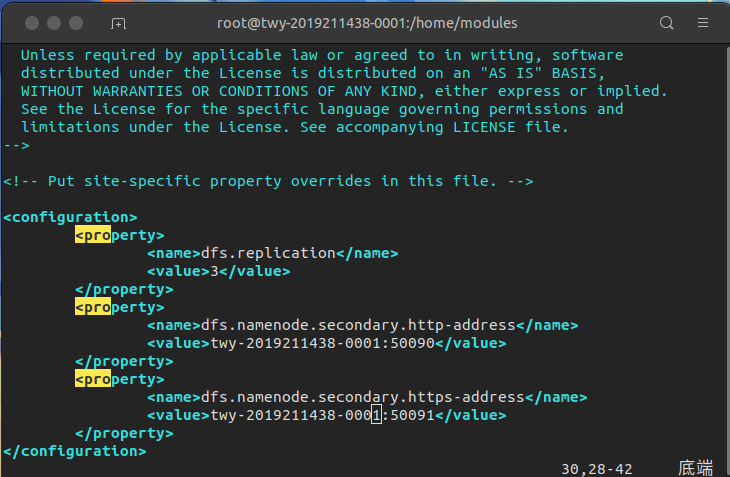 root@twy-2019211438-0001:/home/modules
Unless required by applicable law or agreed to in writing, software
distributed under the License is distributed on an "AS IS" BASIS,
WITHOUT WARRANTIES OR CONDITIONS OF ANY KIND, either express or implied.
See the License for the specific language governing permissions and
limitations under the License. See accompanying LICENSE file.
-->
<!-- Put site-specific property overrides in this file. -->
<configuration>
<property>
<name>dfs.replication</name>
<value>3</value>
</property>
<property>
<name>dfs.namenode.secondary.http-address</name>
<value>twy-2019211438-0001:50090</value>
</property>
<property>
<name>dfs.namenode.secondary.https-address</name>
<value>twy-2019211438-0001:50091</value>
</property>
</configuration>
30,28-42 底端